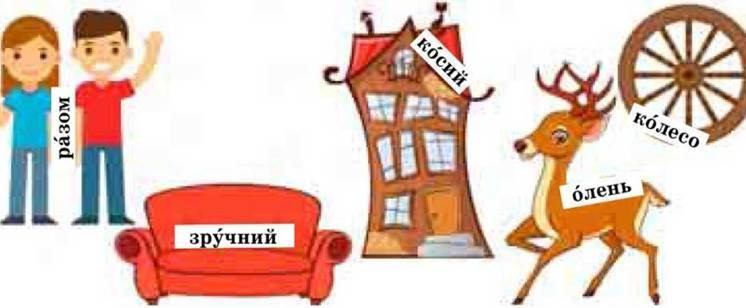 ра́зом
зру́чний
ко́сий
о́лень
ко́лесо